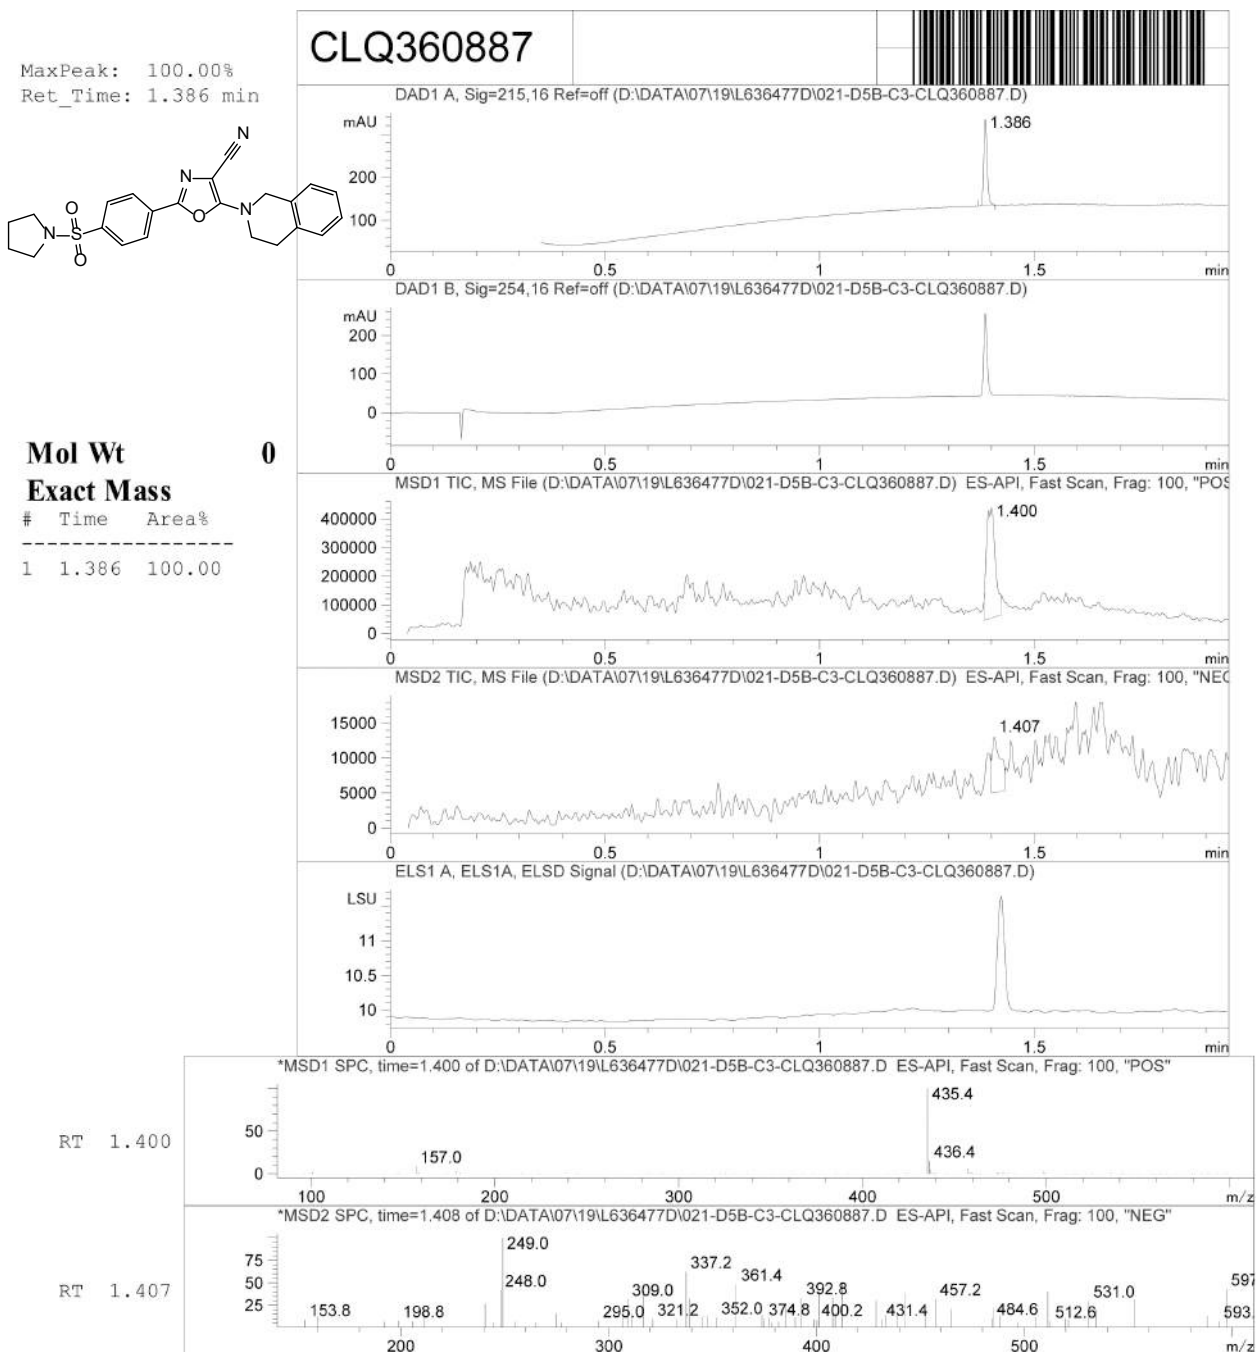 CLQ360887
MaxPeak: 100.00%
Ret_Time: 1.386 min
N
N
O
N
O
N
S
O
Mol Wt 0
Exact Mass
# Time Area%
-----------------
1 1.386 100.00
DAD1 A, Sig=215,16 Ref=off (D:\DATA\07\19\L636477D\021-D5B-C3-CLQ360887.D)
mAU
1.386
200
100
0 0.5 1 1.5 min
DAD1 B, Sig=254,16 Ref=off (D:\DATA\07\19\L636477D\021-D5B-C3-CLQ360887.D)
mAU
200
100
0
0 0.5 1 1.5 min
MSD1 TIC, MS File (D:\DATA\07\19\L636477D\021-D5B-C3-CLQ360887.D) ES-API, Fast Scan, Frag: 100, "POS
1.400
400000
300000
200000
100000
0
0 0.5 1 1.5 min
MSD2 TIC, MS File (D:\DATA\07\19\L636477D\021-D5B-C3-CLQ360887.D) ES-API, Fast Scan, Frag: 100, "NEG
1.407
15000
10000
5000
0
0 0.5 1 1.5 min
ELS1 A, ELS1A, ELSD Signal (D:\DATA\07\19\L636477D\021-D5B-C3-CLQ360887.D)
LSU
11
10.5
10
0 0.5 1 1.5 min
*MSD1 SPC, time=1.400 of D:\DATA\07\19\L636477D\021-D5B-C3-CLQ360887.D ES-API, Fast Scan, Frag: 100, "POS"
435.4
RT 1.400
50
157.0
436.4
0
100 200 300 400 500 m/z
*MSD2 SPC, time=1.408 of D:\DATA\07\19\L636477D\021-D5B-C3-CLQ360887.D ES-API, Fast Scan, Frag: 100, "NEG"
249.0
337.2
75
361.4
597
248.0
RT 1.407
50
309.0
392.8
457.2
531.0
25
153.8
198.8
295.0
321.2
352.0
374.8
400.2
431.4
484.6
512.6
593.
200 300 400 500 m/z